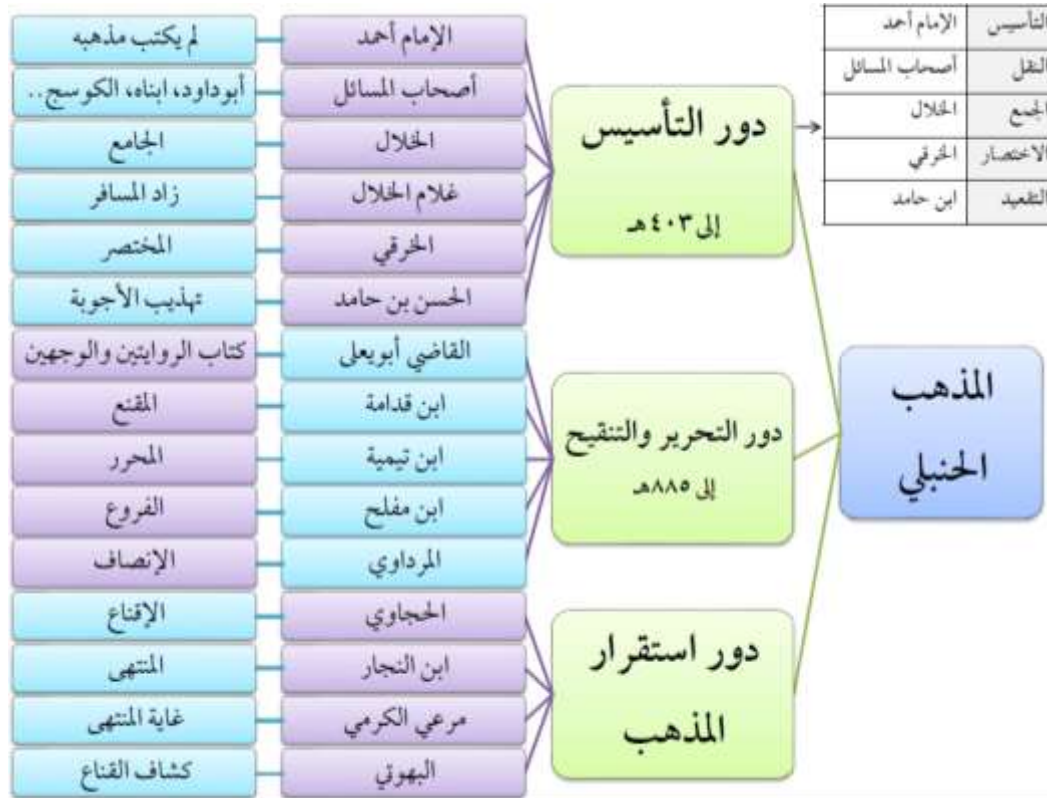 التأسيس الإمام أحمد
النقل أصحاب المسائل
الجمع الخلال
الاختصار الخرقي
التقعيد ابن حامد
المذهب
الحنبلي
دور التأسيس
إلى ٤٠٣هـ
الإمام أحمد
لم يكتب مذهبه
أصحاب المسائل
أبوداود، ابناه، الكوسج..
الخلال
الجامع
غلام الخلال
زاد المسافر
الخرقي
المختصر
الحسن بن حامد
تهذيب الأجوبة
دور التحرير والتنقيح
إلى ٨٨٥هـ
القاضي أبويعلى
كتاب الروايتين والوجهين
ابن قدامة
المقنع
ابن تيمية
المحرر
ابن مفلح
الفروع
المرداوي
الإنصاف
دور استقرار
المذهب
الحجاوي
الإقناع
ابن النجار
المنتهى
مرعي الكرمي
غاية المنتهى
البهوتي
كشاف القناع